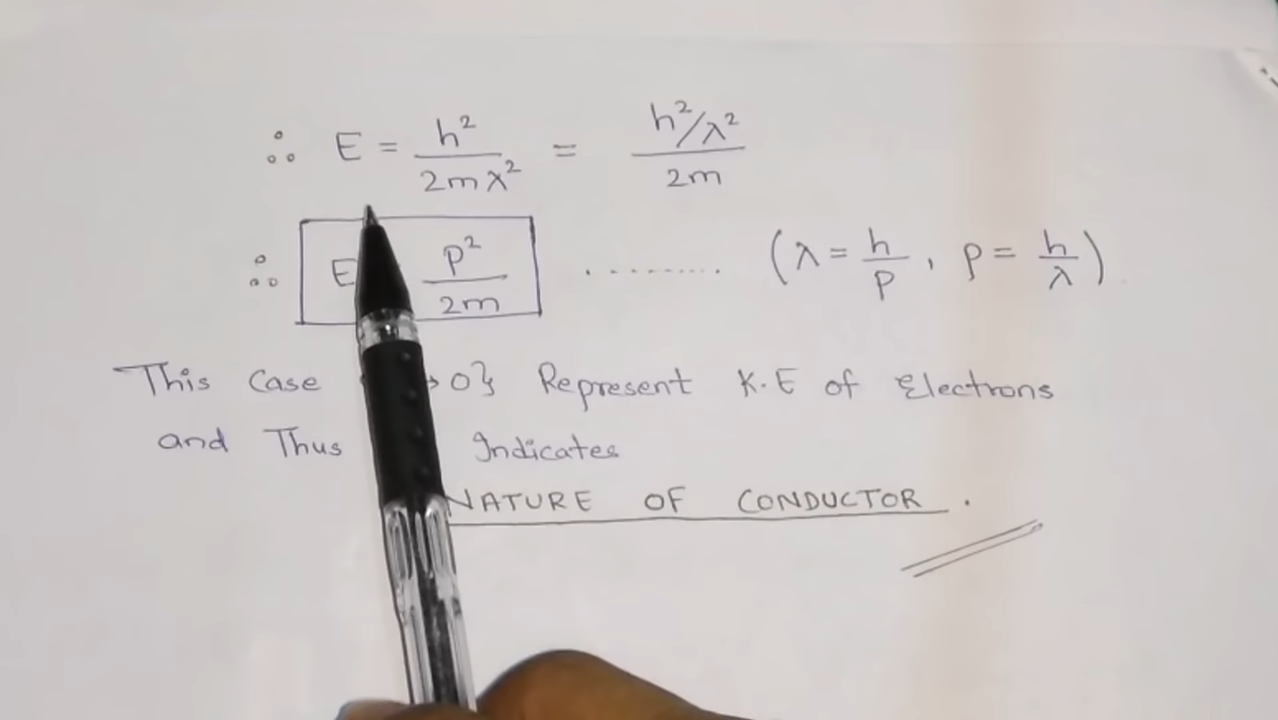 ∴ E = h²/2mλ² = h²/λ²/2m
∴ E P²/2m ......... (λ = h/P, P = h/λ)
This Case →0} Represent K.E of Electrons
and Thus Indicates
NATURE OF CONDUCTOR.